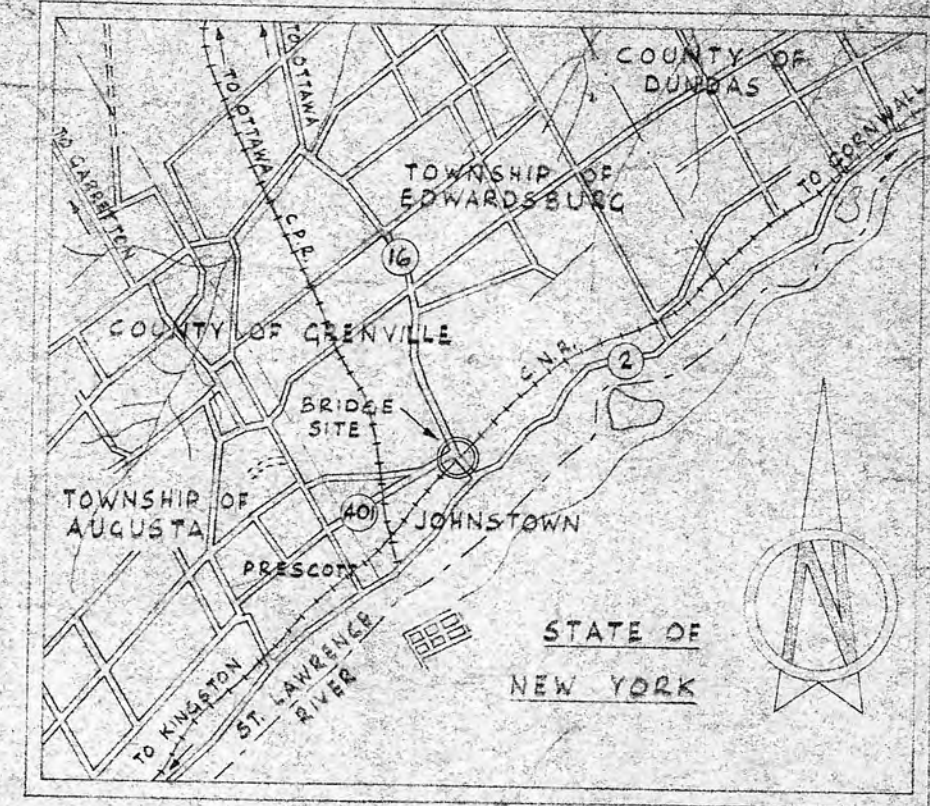 COUNTY OF
DUNDAS
TO OTTAWA
TO OTTAWA
C.P.R.
TO GARRETTON
TOWNSHIP OF
EDWARDSBURG
TO CORNWALL
16
COUNTY OF GRENVILLE
C.N.R.
2
BRIDGE
SITE
TOWNSHIP OF
AUGUSTA
401
JOHNSTOWN
PRESCOTT
STATE OF
NEW YORK
TO KINGSTON
ST. LAWRENCE
RIVER
N